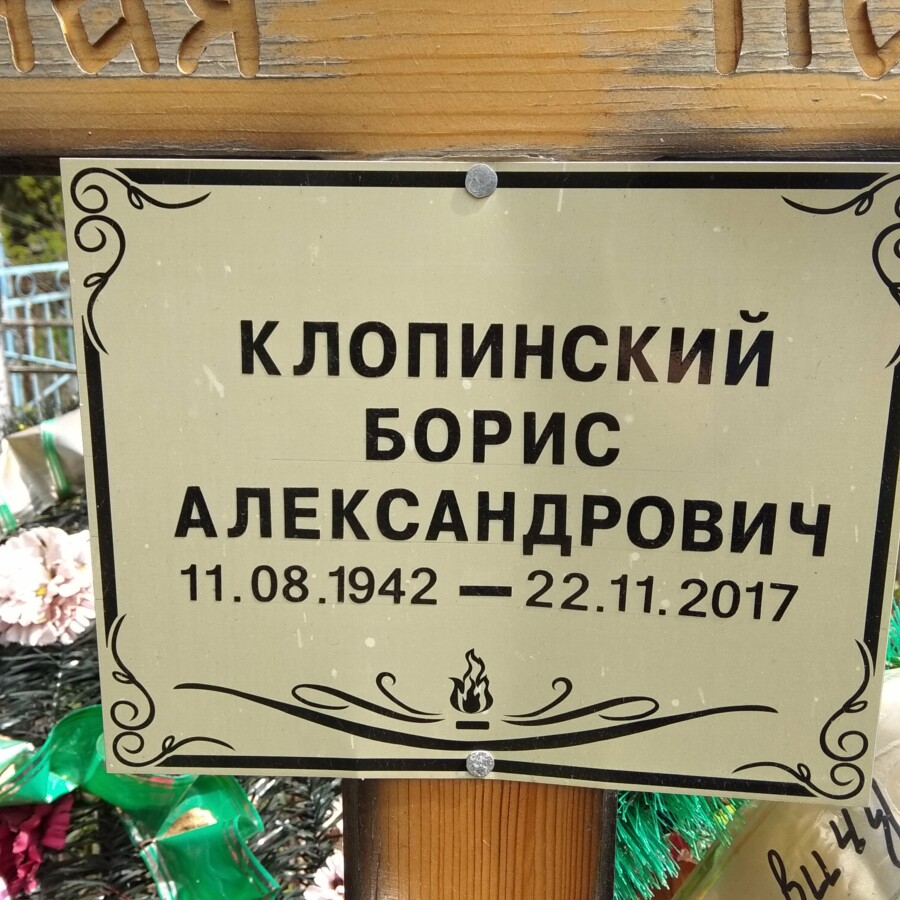 КЛОПИНСКИЙ
БОРИС
АЛЕКСАНДРОВИЧ
11.08.1942 — 22.11.2017